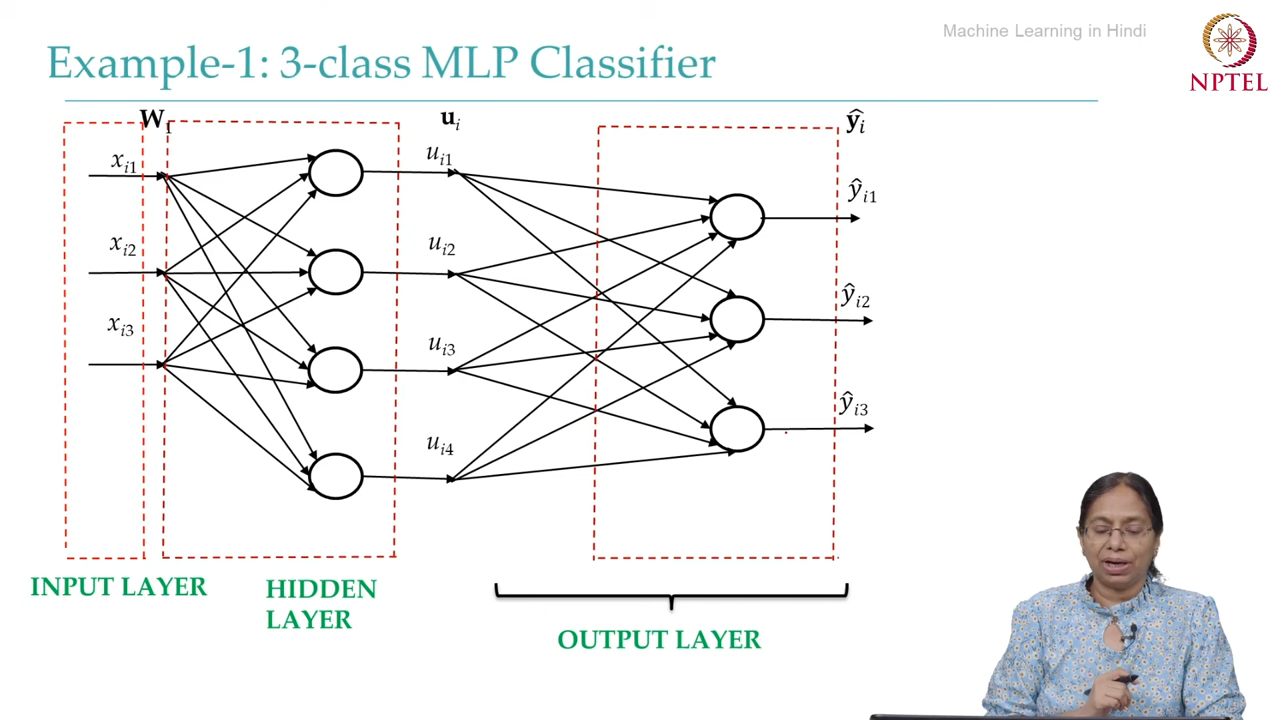 Machine Learning in Hindi
NPTEL
Example-1: 3-class MLP Classifier
W₁
uᵢ
ŷᵢ
xᵢ₁
uᵢ₁
ŷᵢ₁
xᵢ₂
uᵢ₂
ŷᵢ₂
xᵢ₃
uᵢ₃
ŷᵢ₃
uᵢ₄
INPUT LAYER
HIDDEN
LAYER
OUTPUT LAYER